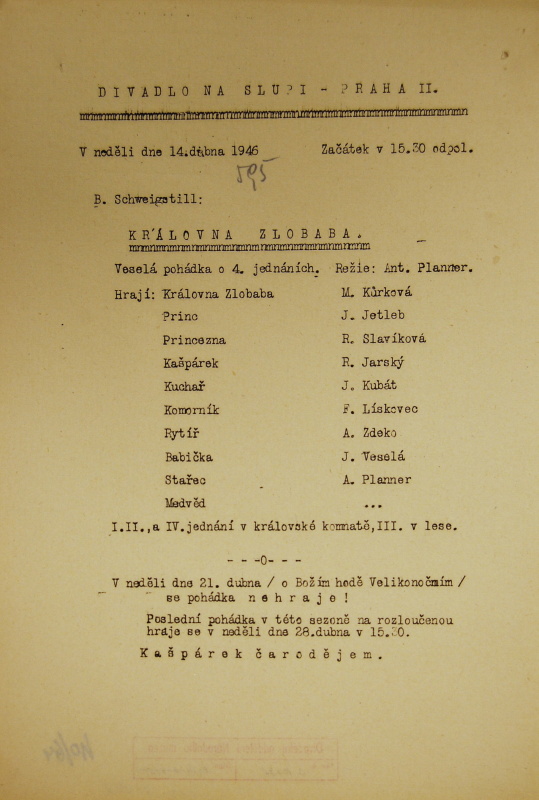 DIVADLO NA SLUPI - PRAHA II.
V neděli dne 14.dubna 1946 Začátek v 15.30 odpol.
595
B. Schweigstill:
KRÁLOVNA ZLOBABA.
Veselá pohádka o 4. jednáních. Režie: Ant. Planner.
Hrají: Královna Zlobaba M. Kůrková
Princ J. Jetleb
Princezna R. Slavíková
Kašpárek R. Jarský
Kuchař J. Kubát
Komorník F. Lískovec
Rytíř A. Zdeko
Babička J. Veselá
Stařec A. Planner
Medvěd ...
I.II.,a IV.jednání v královské komnatě,III. v lese.
- - -0- - -
V neděli dne 21. dubna / o Božím hodě Velikonočním /
se pohádka nehraje!
Poslední pohádka v této sezoně na rozloučenou
hraje se v neděli dne 28.dubna v 15.30.
Kašpárek čarodějem.